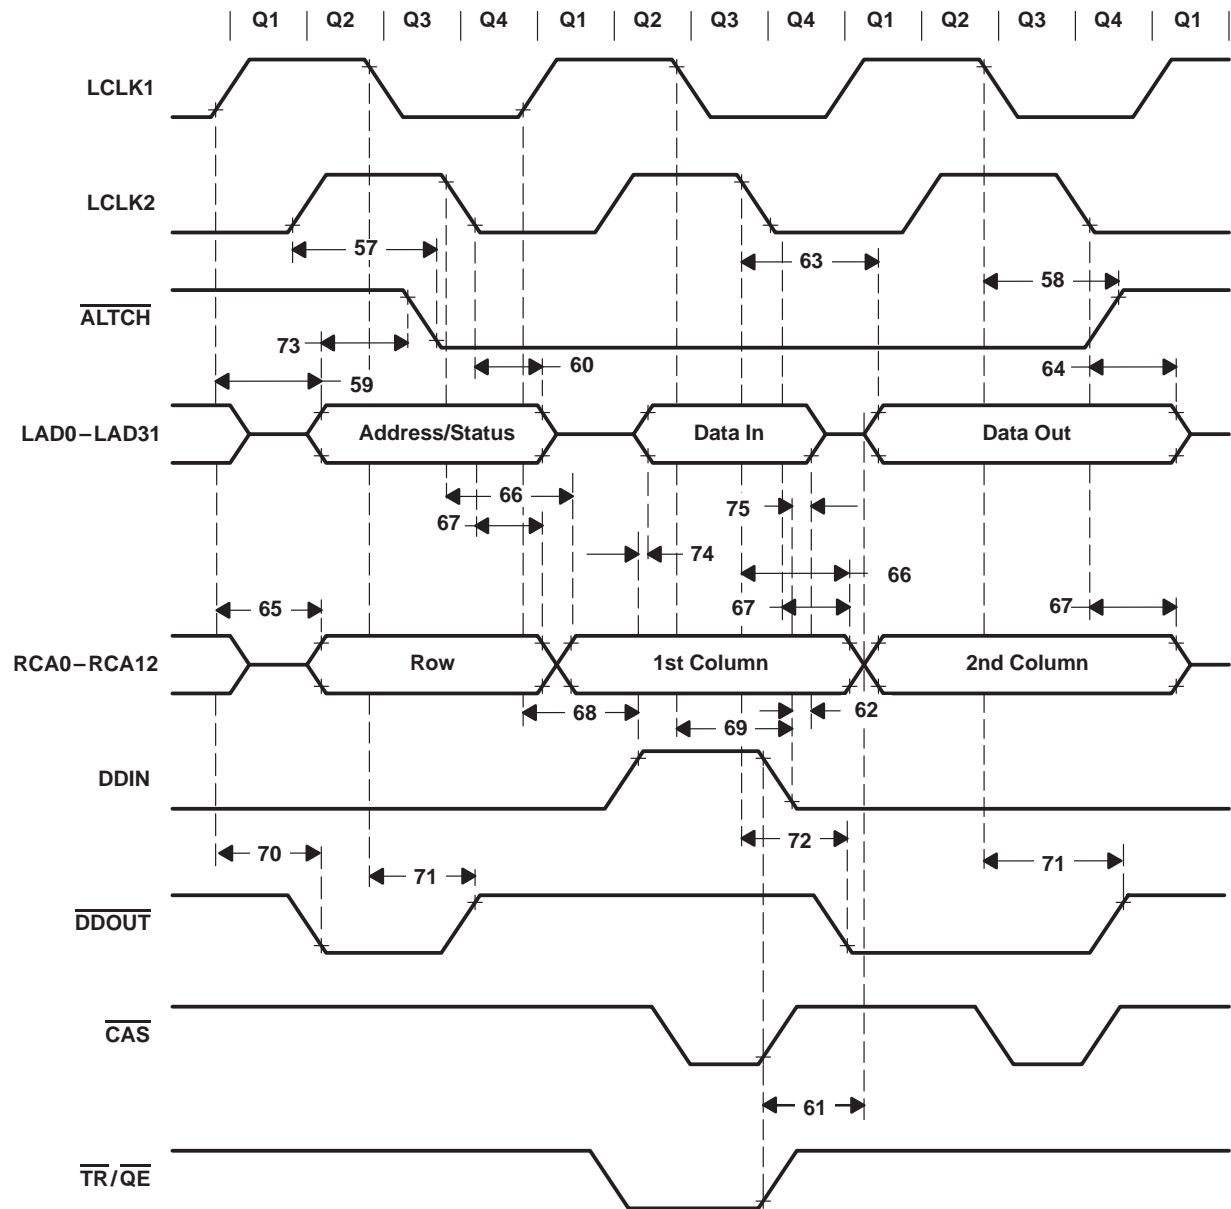 Q1 Q2 Q3 Q4 Q1 Q2 Q3 Q4 Q1 Q2 Q3 Q4 Q1
LCLK1
LCLK2
57
63
58
ALTCH
73
60
64
59
LAD0–LAD31 Address/Status Data In Data Out
66
75
67
74
66
65
67
67
RCA0–RCA12 Row 1st Column 2nd Column
68
62
69
DDIN
72
70
71
71
DDOUT
CAS
61
TR/QE